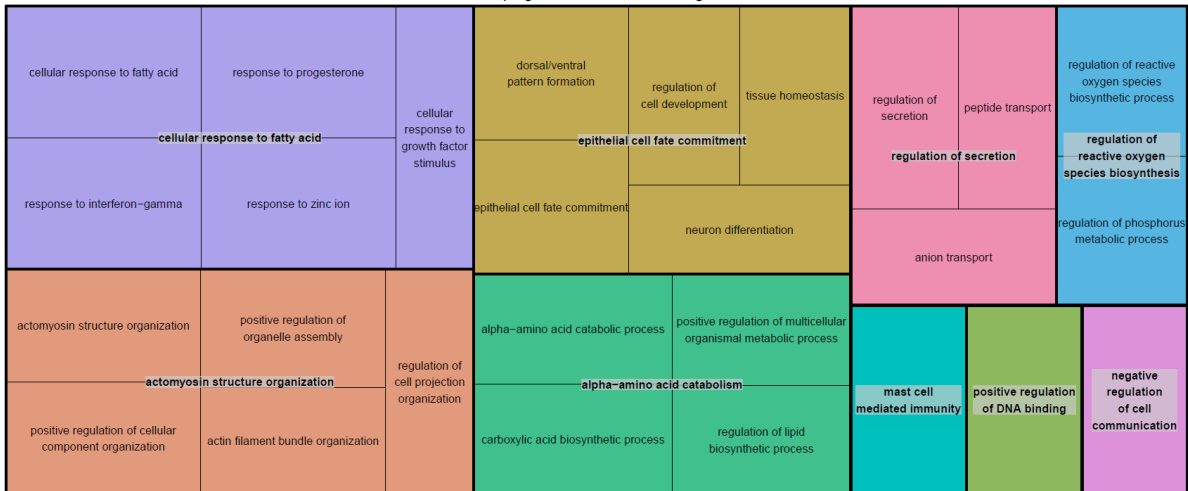 cellular response to fatty acid
response to progesterone
cellular response to
growth factor
stimulus
cellular response to fatty acid
response to interferon−gamma
response to zinc ion
dorsal/ventral
pattern formation
regulation of
cell development
tissue homeostasis
epithelial cell fate commitment
epithelial cell fate commitment
neuron differentiation
regulation of
secretion
peptide transport
regulation of secretion
anion transport
regulation of reactive
oxygen species
biosynthetic process
regulation of
reactive oxygen
species biosynthesis
regulation of phosphorus
metabolic process
actomyosin structure organization
positive regulation of
organelle assembly
regulation of
cell projection
organization
actomyosin structure organization
positive regulation of cellular
component organization
actin filament bundle organization
alpha−amino acid catabolic process
positive regulation of multicellular
organismal metabolic process
alpha−amino acid catabolism
carboxylic acid biosynthetic process
regulation of lipid
biosynthetic process
mast cell
mediated immunity
positive regulation
of DNA binding
negative
regulation
of cell
communication